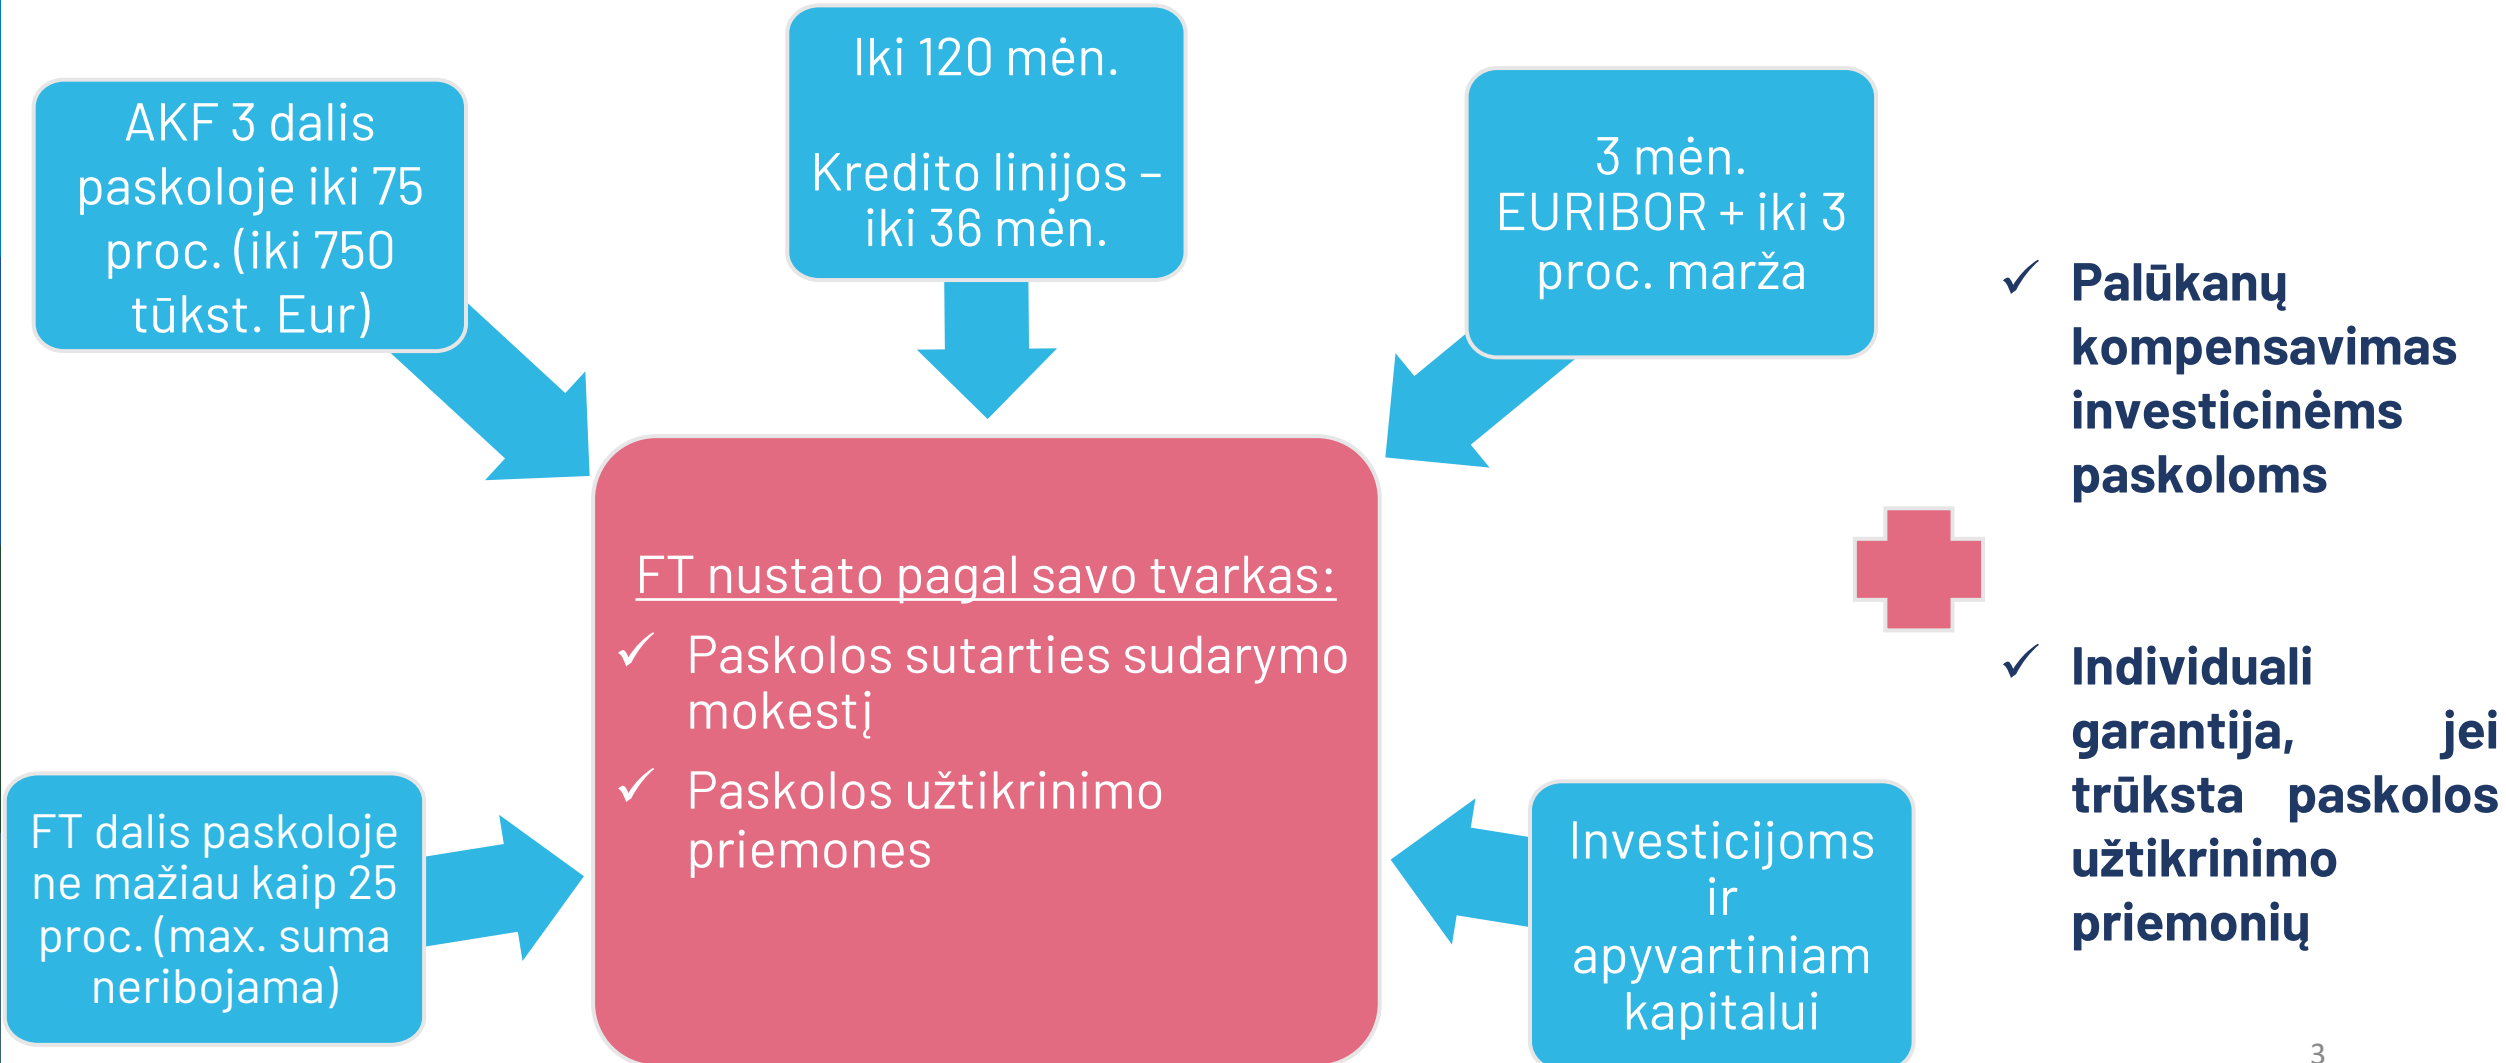 AKF 3 dalis
paskoloje iki 75
proc. (iki 750
tūkst. Eur)
Iki 120 mėn.
Kredito linijos –
iki 36 mėn.
3 mėn.
EURIBOR + iki 3
proc. marža
FT nustato pagal savo tvarkas:
✓ Paskolos sutarties sudarymo
mokestį
✓ Paskolos užtikrinimo
priemones
FT dalis paskoloje
ne mažiau kaip 25
proc. (max. suma
neribojama)
Investicijoms
ir
apyvartiniam
kapitalui
✓ Palūkanų
kompensavimas
investicinėms
paskoloms
✓ Individuali
garantija, jei
trūksta paskolos
užtikrinimo
priemonių
3